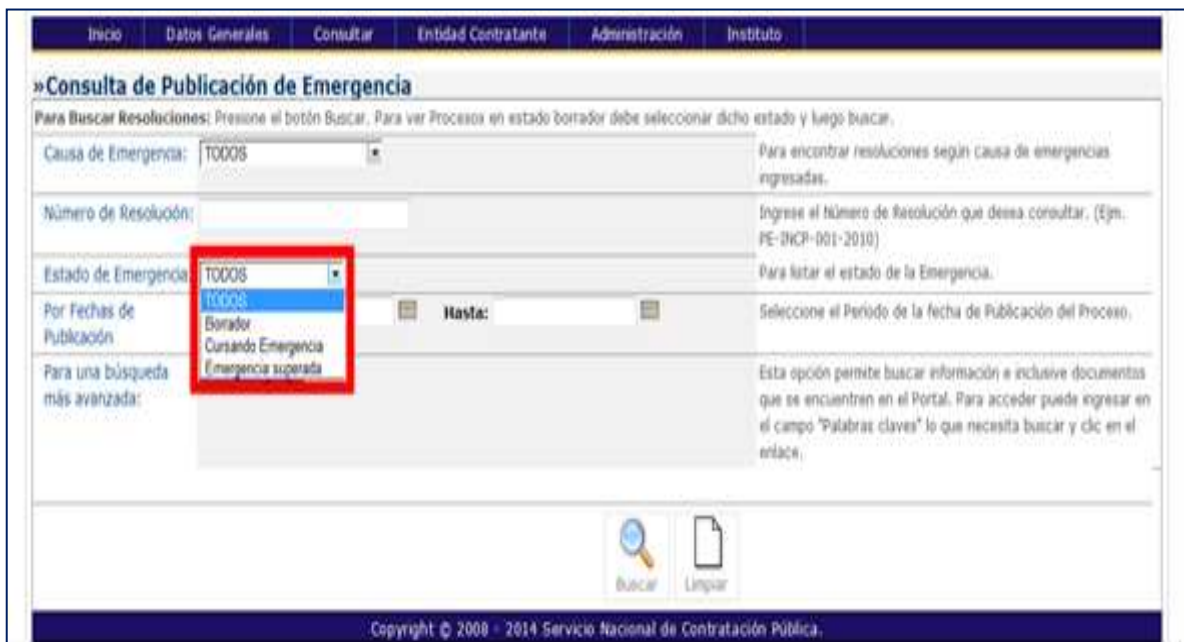 Inicio Datos Generales Consultar Entidad Contratante Administración Instituto
»Consulta de Publicación de Emergencia
Para Buscar Resoluciones: Presione el botón Buscar. Para ver Procesos en estado borrador debe seleccionar dicho estado y luego buscar.
Causa de Emergencia: TODOS Para encontrar resoluciones según causa de emergencias
ingresadas.
Número de Resolución: Ingrese el Número de Resolución que desea consultar. (Ejm.
PE-INCP-001-2010)
Estado de Emergencia TODOS Para listar el estado de la Emergencia.
TODOS
Borrador
Cursando Emergencia
Emergencia superada
Por Fechas de
Publicación
Hasta: Seleccione el Periodo de la fecha de Publicación del Proceso.
Para una búsqueda
más avanzada:
Esta opción permite buscar información e inclusive documentos
que se encuentren en el Portal. Para acceder puede ingresar en
el campo "Palabras claves" lo que necesita buscar y clic en el
enlace.
Buscar Limpiar
Copyright © 2008 - 2014 Servicio Nacional de Contratación Pública.